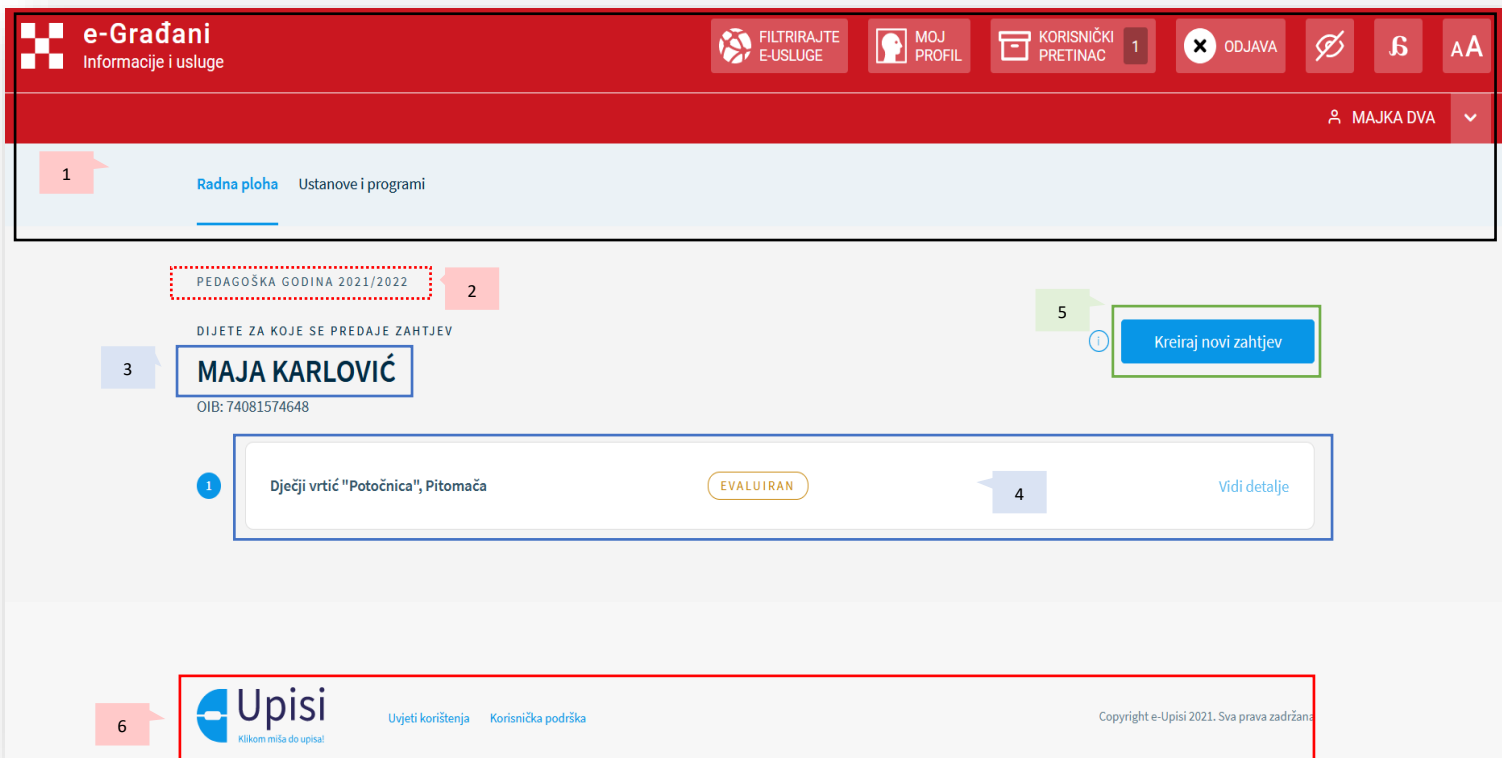 e-Građani
Informacije i usluge
FILTRIRAJTE
E-USLUGE
MOJ
PROFIL
KORISNIČKI
PRETINAC
1
ODJAVA
AA
MAJKA DVA
1
Radna ploha
Ustanove i programi
PEDAGOŠKA GODINA 2021/2022
2
DIJETE ZA KOJE SE PREDAJE ZAHTJEV
5
Kreiraj novi zahtjev
3
MAJA KARLOVIĆ
OIB: 74081574648
1
Dječji vrtić "Potočnica", Pitomača
EVALUIRAN
4
Vidi detalje
6
Upisi
Klikom miša do upisa!
Uvjeti korištenja
Korisnička podrška
Copyright e-Upisi 2021. Sva prava zadržana